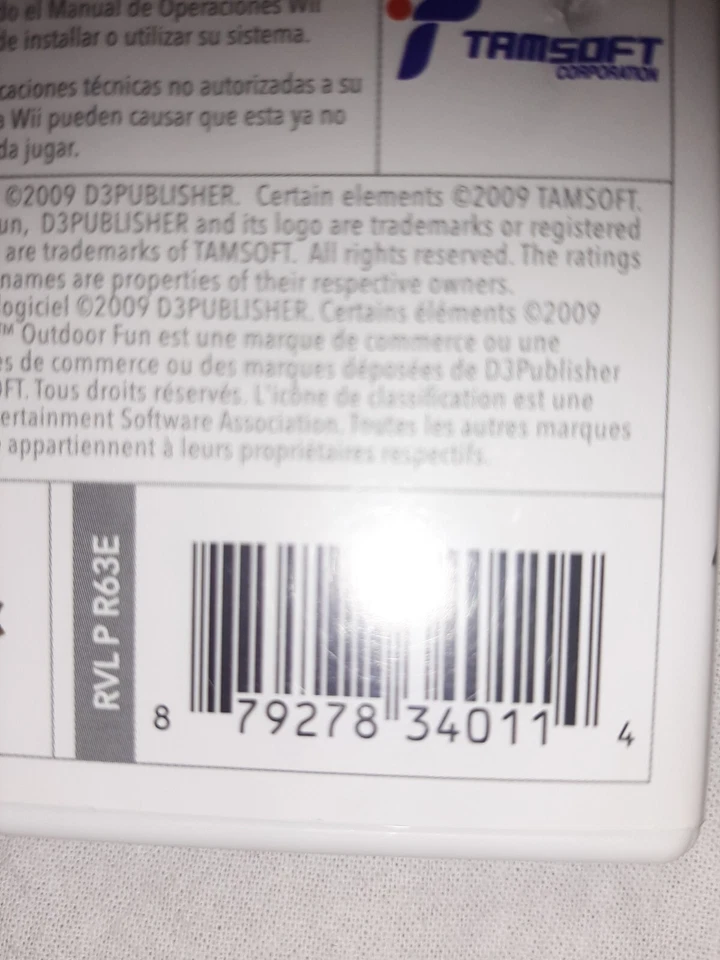 do el Manual de Operaciones Wii
de installar o utilizar su sistema.
caciones técnicas no autorizadas a su
a Wii pueden causar que esta ya no
da jugar.
TAMSOFT
CORPORATION
©2009 D3PUBLISHER. Certain elements ©2009 TAMSOFT.
un, D3PUBLISHER and its logo are trademarks or registered
are trademarks of TAMSOFT. All rights reserved. The ratings
names are properties of their respective owners.
ogiciel ©2009 D3PUBLISHER. Certains éléments ©2009
™ Outdoor Fun est une marque de commerce ou une
es de commerce ou des marques déposées de D3Publisher
OFT. Tous droits réservés. L'icône de classification est une
ertainment Software Association. Toutes les autres marques
appartiennent à leurs propriétaires respectifs.
RVL P R63E
8 79278 34011 4